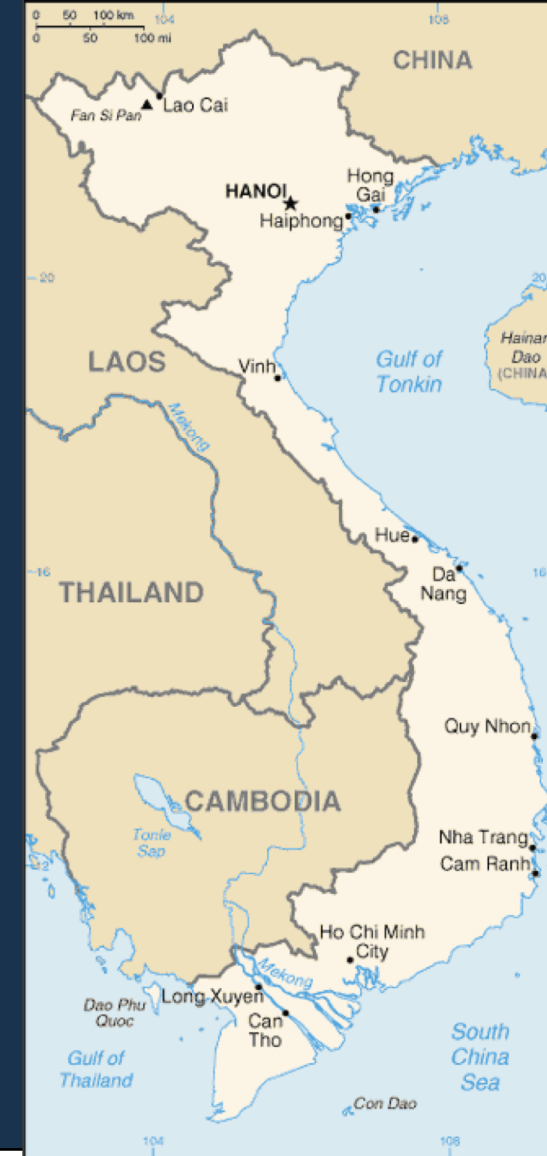 104
108
0 50 100 km
0 50 100 mi
CHINA
Lao Cai
Fan Si Pan
Hong
Gai
HANOI
Haiphong
20
20
Hainan
Dao
(CHINA
LAOS
Vinh
Gulf of
Tonkin
Mekong
Hue
16
16
Da
Nang
THAILAND
Quy Nhon
CAMBODIA
Tonle
Sap
Nha Trang
Cam Ranh
12
Ho Chi Minh
City
Mekong
Long Xuyen
Dao Phu
Quoc
Can
Tho
Gulf of
Thailand
South
China
Sea
Con Dao
104
108